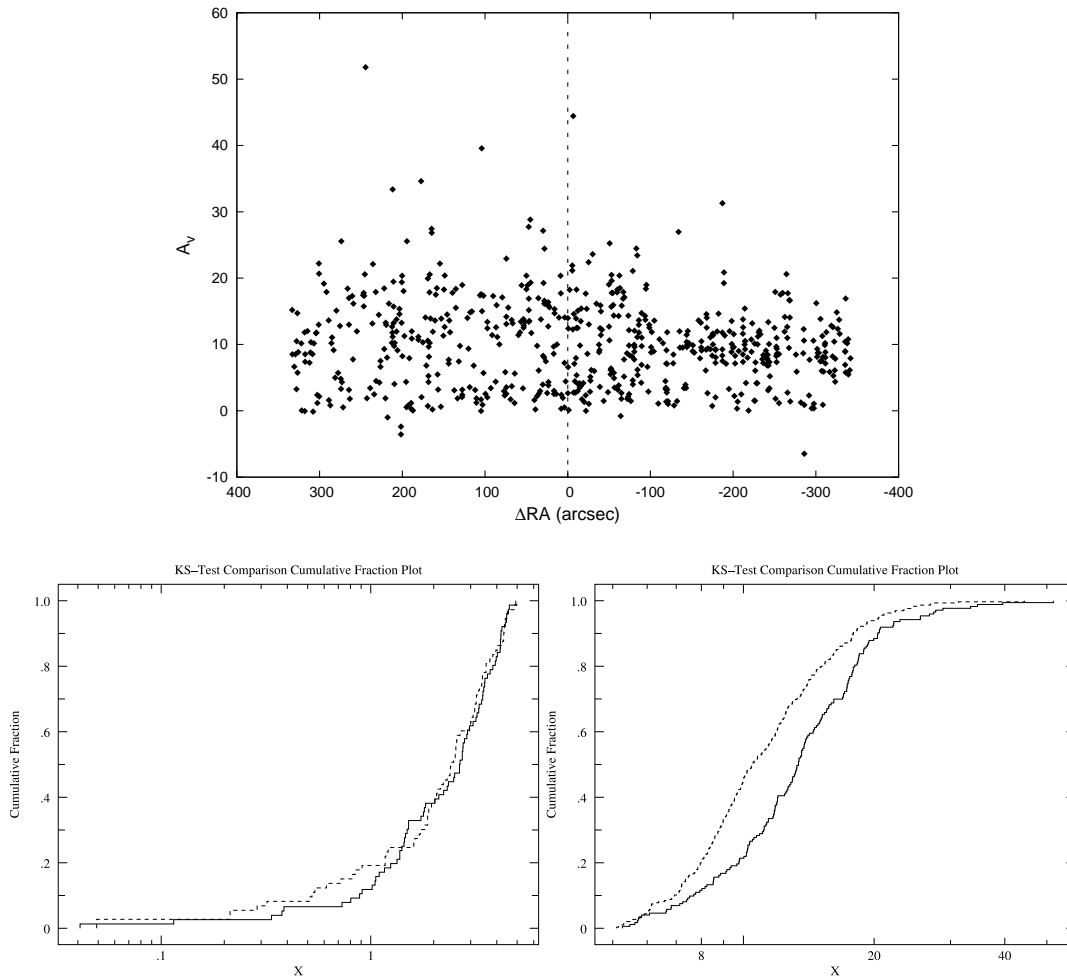 60
50
40
30
20
10
0
-10
A_V
400 300 200 100 0 -100 -200 -300 -400
ΔRA (arcsec)
KS−Test Comparison Cumulative Fraction Plot
1.0
.8
.6
.4
.2
0
Cumulative Fraction
.1 1
X
KS−Test Comparison Cumulative Fraction Plot
1.0
.8
.6
.4
.2
0
Cumulative Fraction
8 20 40
X